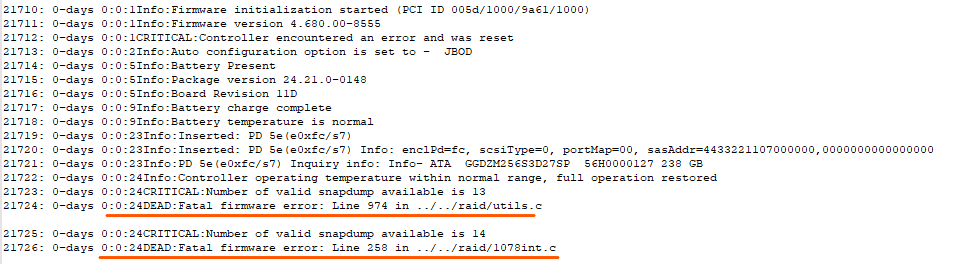 21710: 0-days 0:0:1Info:Firmware initialization started (PCI ID 005d/1000/9a61/1000)
21711: 0-days 0:0:1Info:Firmware version 4.680.00-8555
21712: 0-days 0:0:1CRITICAL:Controller encountered an error and was reset
21713: 0-days 0:0:2Info:Auto configuration option is set to - JBOD
21714: 0-days 0:0:5Info:Battery Present
21715: 0-days 0:0:5Info:Package version 24.21.0-0148
21716: 0-days 0:0:5Info:Board Revision 11D
21717: 0-days 0:0:9Info:Battery charge complete
21718: 0-days 0:0:9Info:Battery temperature is normal
21719: 0-days 0:0:23Info:Inserted: PD 5e(e0xfc/s7)
21720: 0-days 0:0:23Info:Inserted: PD 5e(e0xfc/s7) Info: enclPd=fc, scsiType=0, portMap=00, sasAddr=4433221107000000,0000000000000000
21721: 0-days 0:0:23Info:PD 5e(e0xfc/s7) Inquiry info: Info- ATA GGDZM256S3D27SP 56H0000127 238 GB
21722: 0-days 0:0:24Info:Controller operating temperature within normal range, full operation restored
21723: 0-days 0:0:24CRITICAL:Number of valid snapdump available is 13
21724: 0-days 0:0:24DEAD:Fatal firmware error: Line 974 in ../../raid/utils.c
21725: 0-days 0:0:24CRITICAL:Number of valid snapdump available is 14
21726: 0-days 0:0:24DEAD:Fatal firmware error: Line 258 in ../../raid/1078int.c